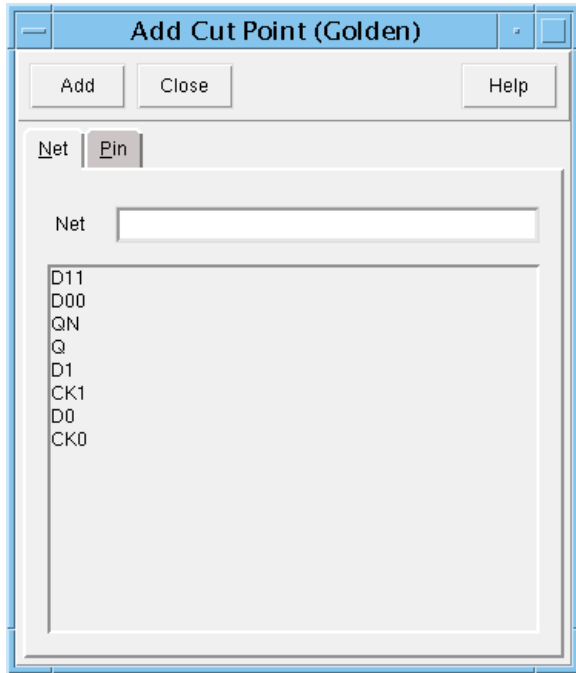 Add Cut Point (Golden)
Add Close Help
Net Pin
Net
D11
D00
QN
Q
D1
CK1
D0
CK0